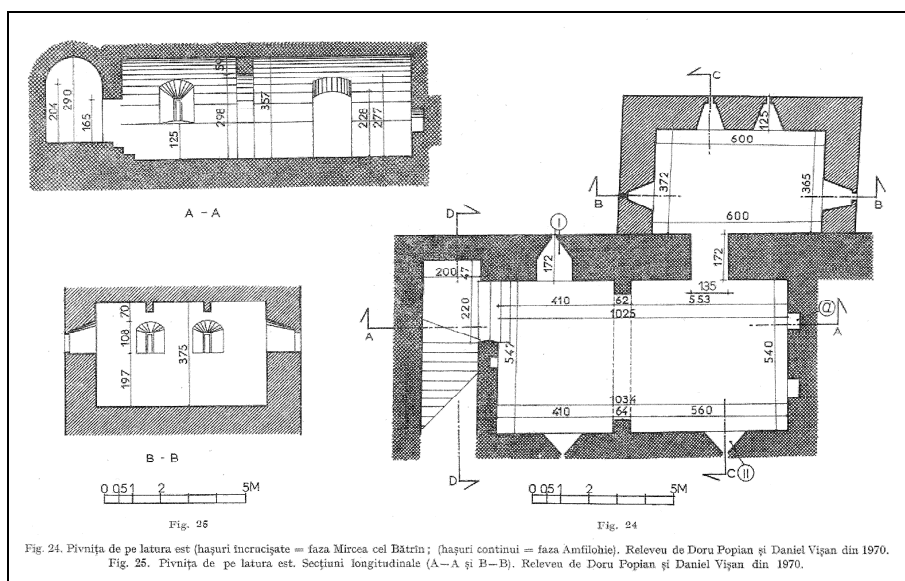 204
290
165
125
59
298
357
228
277
A - A
70
108
197
375
B - B
0 0,5 1 2 5M
Fig. 25
C
125
600
372
365
B
B
600
D
I
172
200
47
172
135
410
62
553
1025
220
A
A
a
547
540
1034
410
64
560
D
C
II
0 0,5 1 2 5M
Fig. 24
Fig. 24. Pivnița de pe latura est (hașuri încrucișate = faza Mircea cel Bătrîn; (hașuri continui = faza Amfilohie). Releveu de Doru Popian și Daniel Vișan din 1970.
Fig. 25. Pivnița de pe latura est. Secțiuni longitudinale (A—A și B—B). Releveu de Doru Popian și Daniel Vișan din 1970.